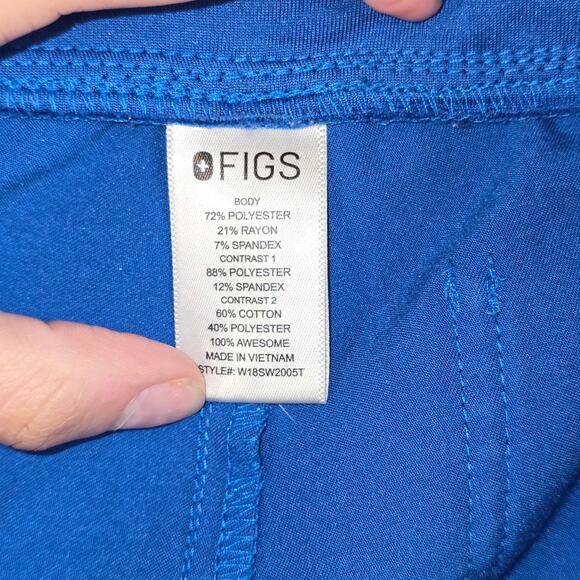 FIGS
BODY
72% POLYESTER
21% RAYON
7% SPANDEX
CONTRAST 1
88% POLYESTER
12% SPANDEX
CONTRAST 2
60% COTTON
40% POLYESTER
100% AWESOME
MADE IN VIETNAM
STYLE#: W18SW2005T